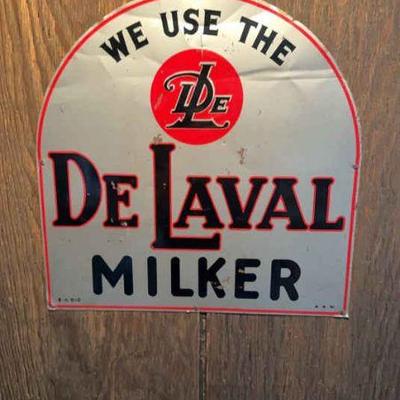 WE USE THE
DLE
DE LAVAL
MILKER